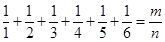 1/1 + 1/2 + 1/3 + 1/4 + 1/5 + 1/6 = m/n